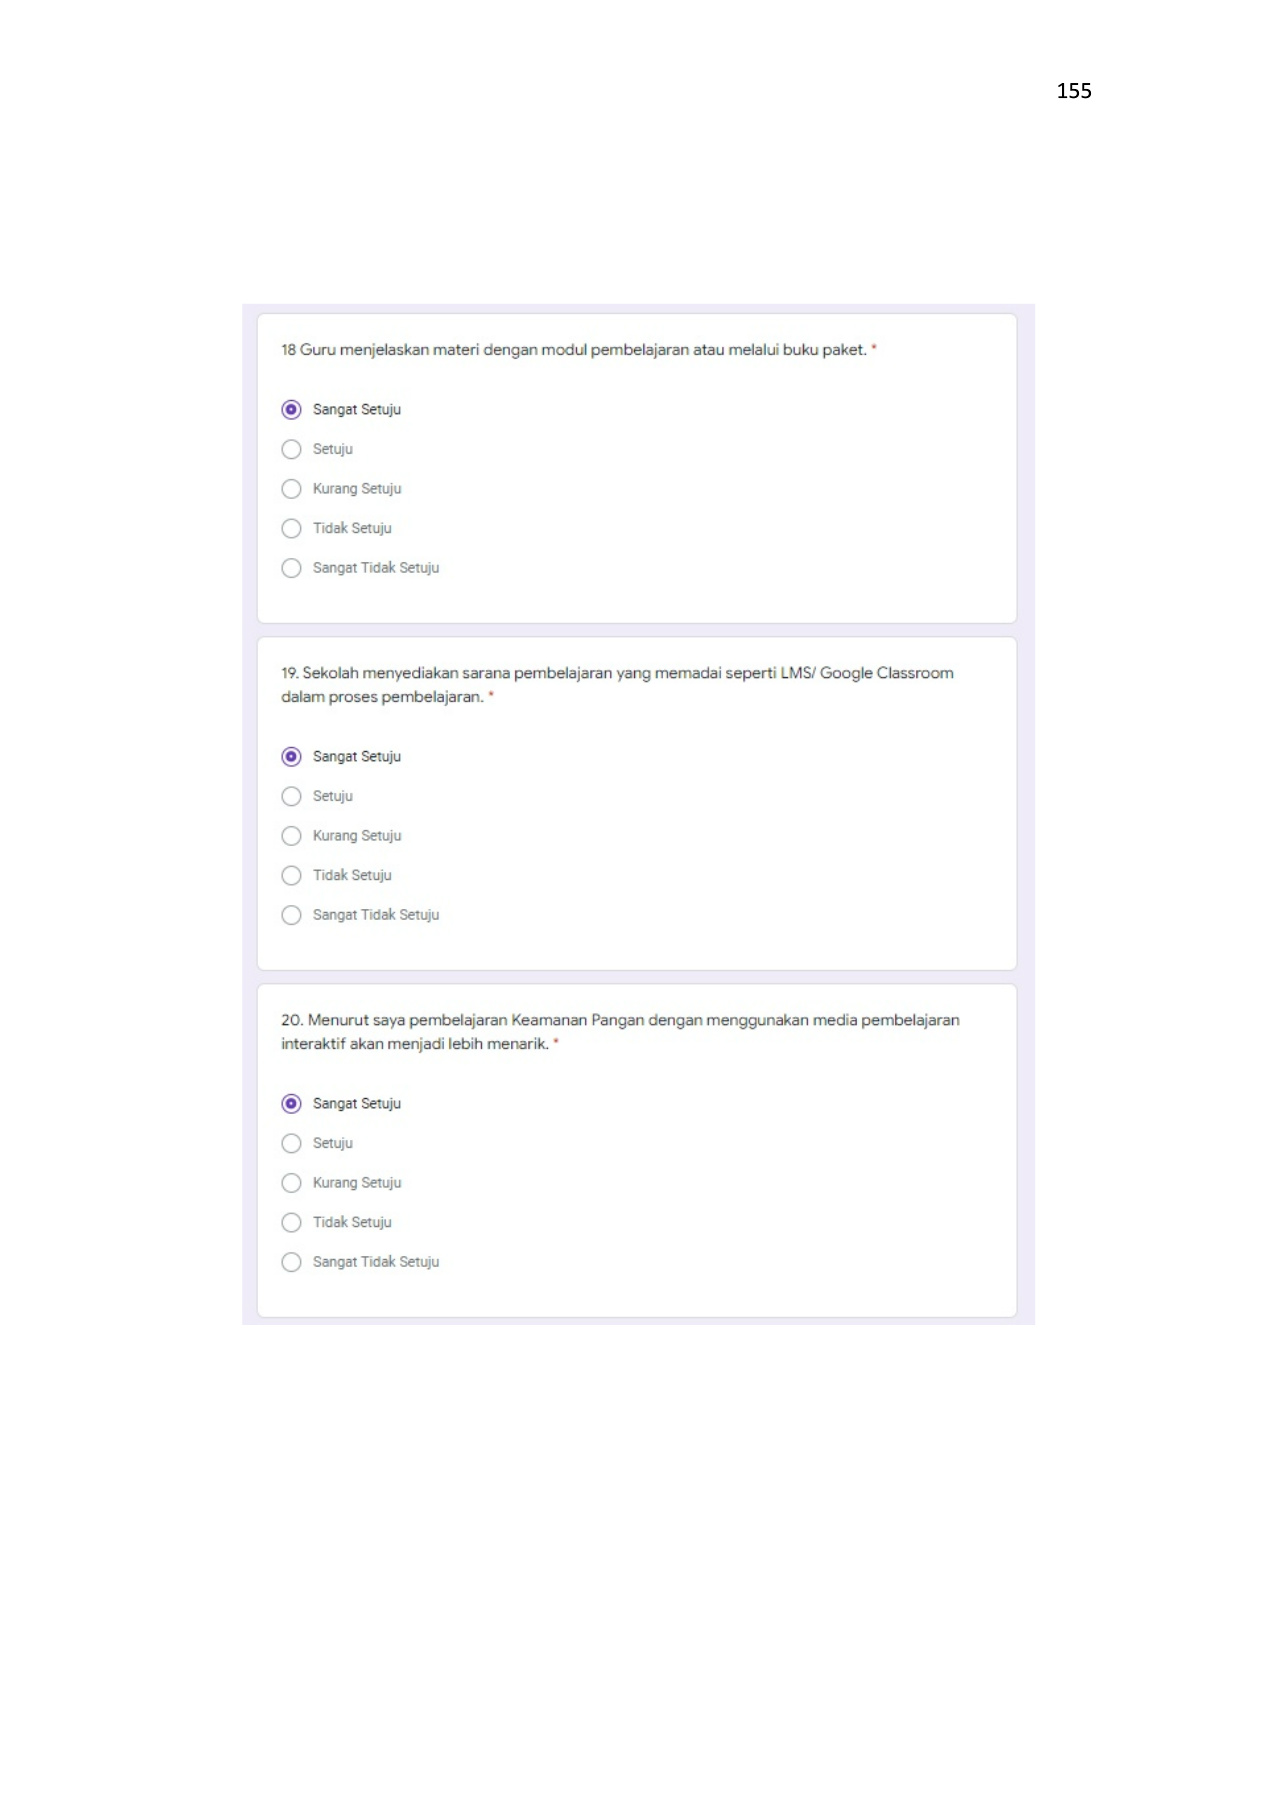 155
18 Guru menjelaskan materi dengan modul pembelajaran atau melalui buku paket. *
Sangat Setuju
Setuju
Kurang Setuju
Tidak Setuju
Sangat Tidak Setuju
19. Sekolah menyediakan sarana pembelajaran yang memadai seperti LMS/ Google Classroom
dalam proses pembelajaran. *
Sangat Setuju
Setuju
Kurang Setuju
Tidak Setuju
Sangat Tidak Setuju
20. Menurut saya pembelajaran Keamanan Pangan dengan menggunakan media pembelajaran
interaktif akan menjadi lebih menarik. *
Sangat Setuju
Setuju
Kurang Setuju
Tidak Setuju
Sangat Tidak Setuju